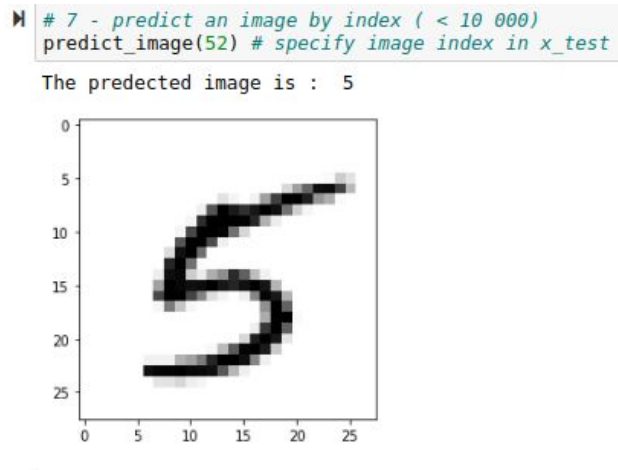 # 7 - predict an image by index ( < 10 000)
predict_image(52) # specify image index in x_test
The predected image is :  5
0
5
10
15
20
25
5
0 5 10 15 20 25